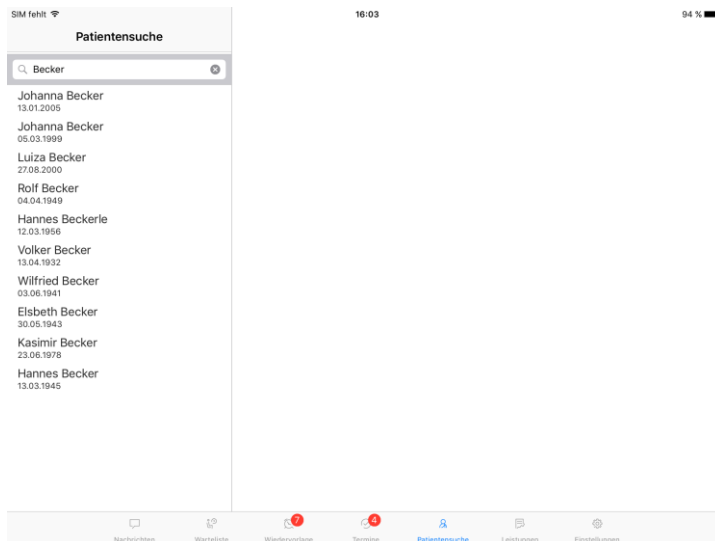 SIM fehlt 16:03 94 %
Patientensuche
Becker
Johanna Becker
13.01.2005
Johanna Becker
05.03.1999
Luiza Becker
27.08.2000
Rolf Becker
04.04.1949
Hannes Beckerle
12.03.1956
Volker Becker
13.04.1932
Wilfried Becker
03.06.1941
Elsbeth Becker
30.05.1943
Kasimir Becker
23.06.1978
Hannes Becker
13.03.1945
7 4
Nachrichten Warteliste Wiedervorlage Termine Patientensuche Leistungen Einstellungen